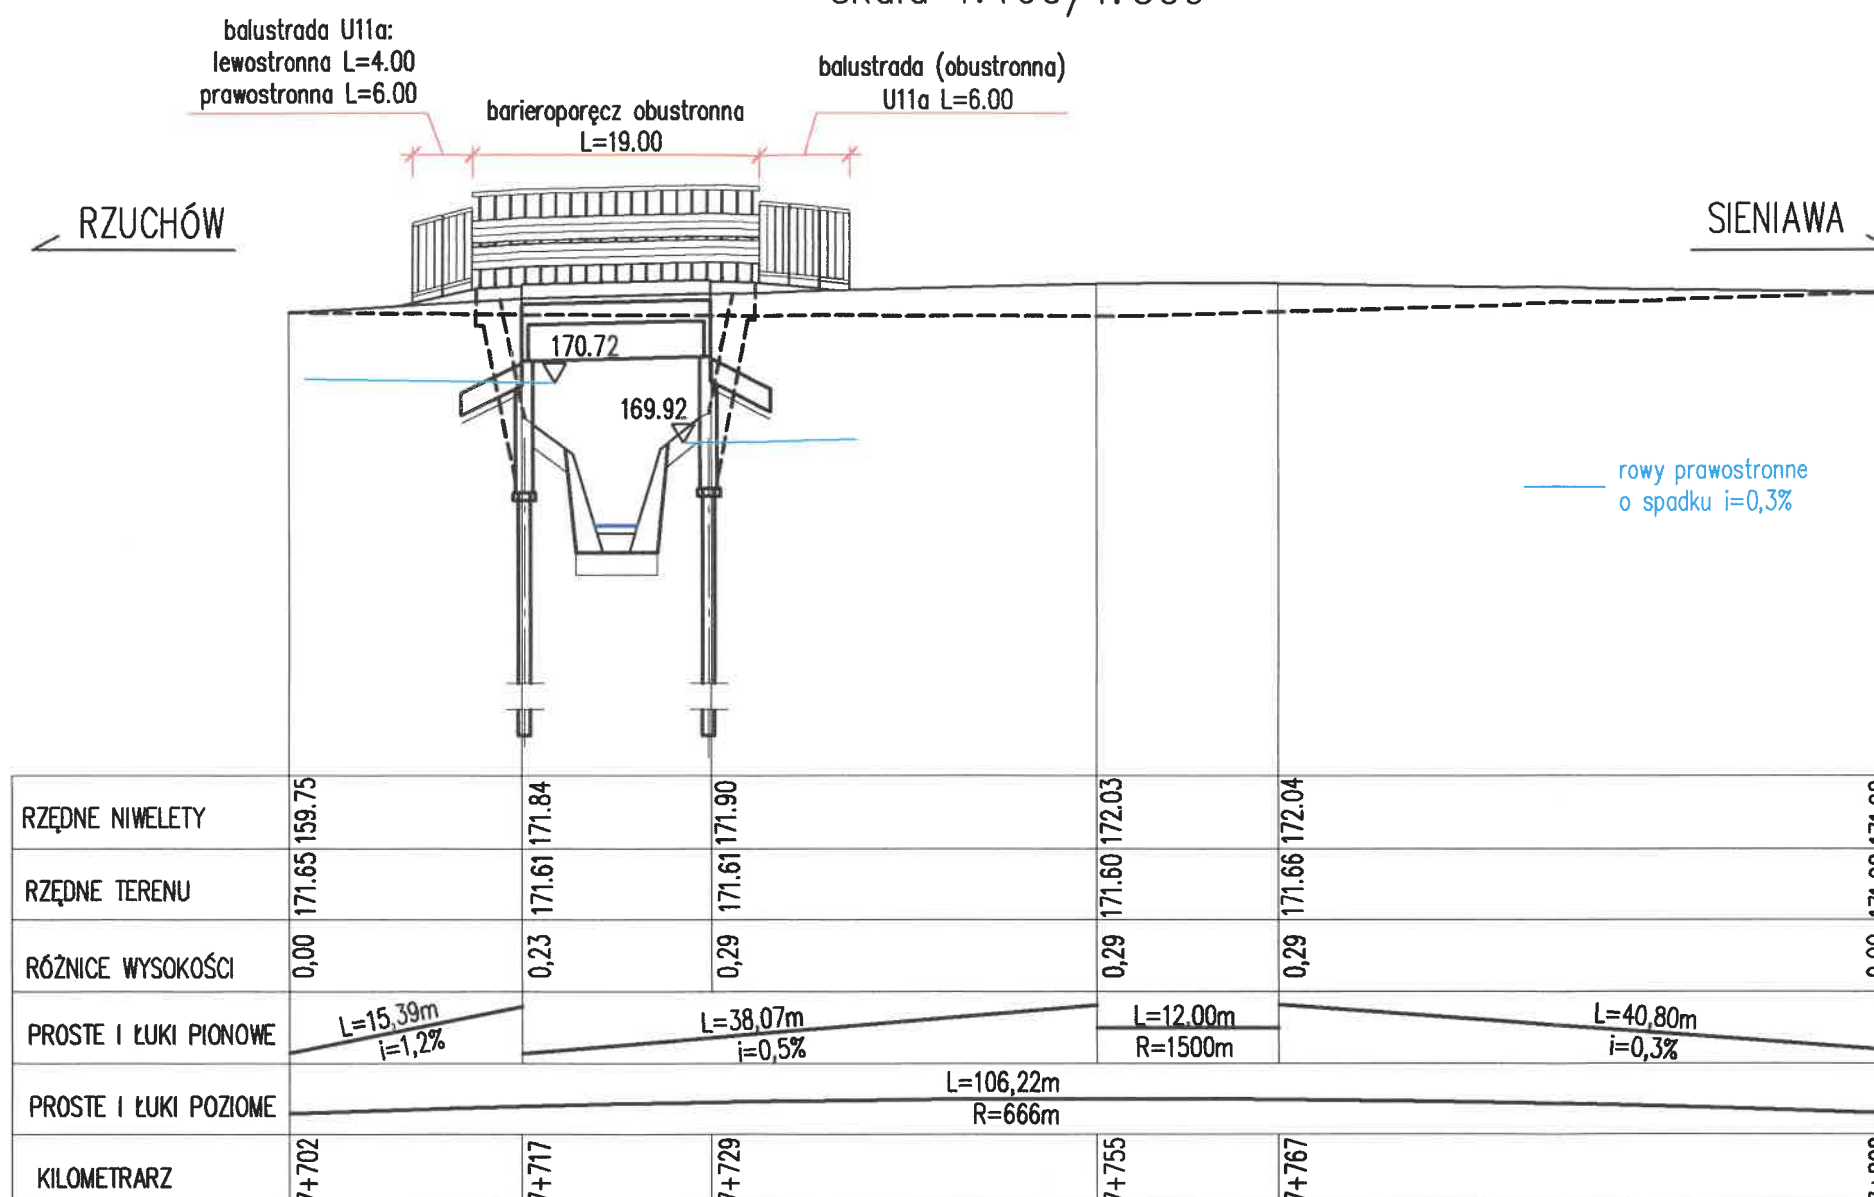 balustrada U11a:
lewostronna L=4.00
prawostronna L=6.00
barieroporęcz obustronna
L=19.00
balustrada (obustronna)
U11a L=6.00
RZUCHÓW
SIENIAWA
170.72
169.92
rowy prawostronne
o spadku i=0,3%
RZĘDNE NIWELETY 159.75 171.84 171.90 172.03 172.04
RZĘDNE TERENU 171.65 171.61 171.61 171.60 171.66
RÓŻNICE WYSOKOŚCI 0,00 0,23 0,29 0,29 0,29
PROSTE I ŁUKI PIONOWE
L=15,39m
i=1,2%
L=38,07m
i=0,5%
L=12.00m
R=1500m
L=40,80m
i=0,3%
PROSTE I ŁUKI POZIOME
L=106,22m
R=666m
KILOMETRARZ 7+702 7+717 7+729 7+755 7+767